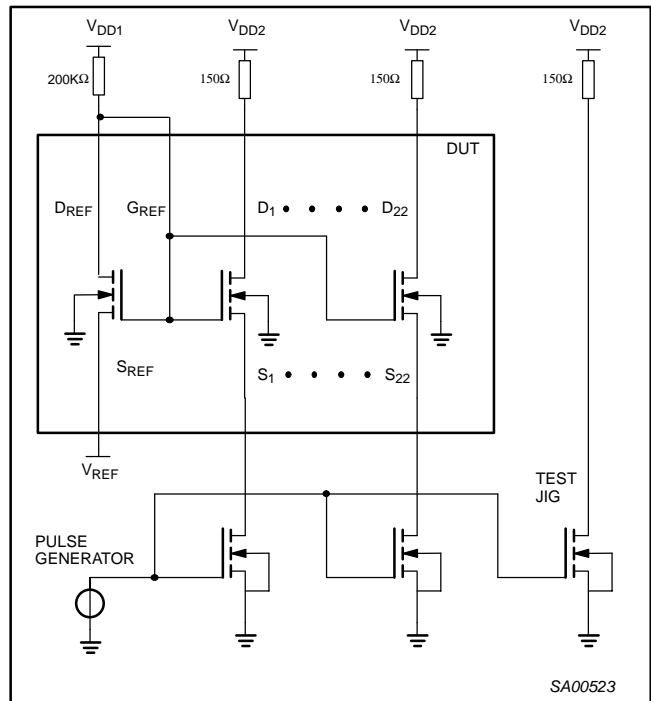 VDD1 VDD2 VDD2 VDD2
200KΩ 150Ω 150Ω 150Ω
DUT
DREF GREF D1 • • • • D22
SREF S1 • • • • S22
VREF
TEST
JIG
PULSE
GENERATOR
SA00523